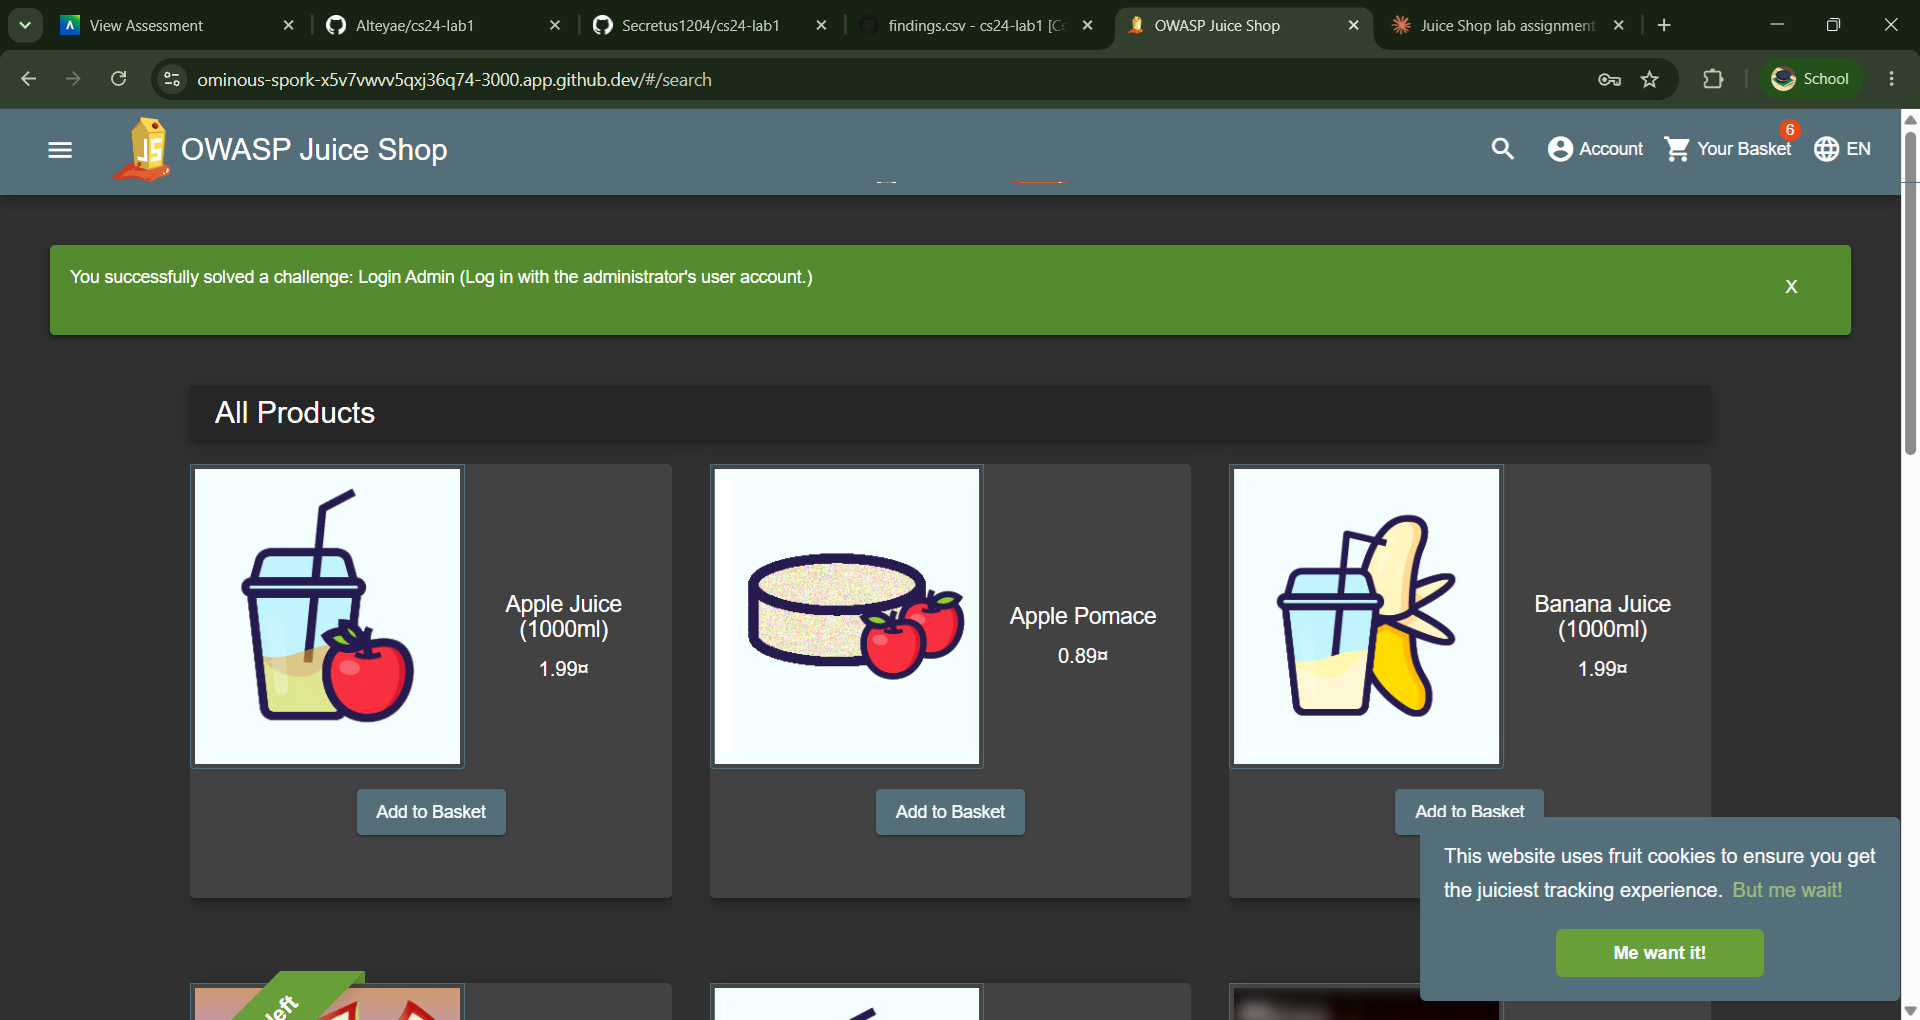 View Assessment
Alteyae/cs24-lab1
Secretus1204/cs24-lab1
findings.csv - cs24-lab1 [Co
OWASP Juice Shop
Juice Shop lab assignment
ominous-spork-x5v7vwvv5qxj36q74-3000.app.github.dev/#/search
School
OWASP Juice Shop
Account
6
Your Basket
EN
You successfully solved a challenge: Login Admin (Log in with the administrator's user account.)
X
All Products
Apple Juice
(1000ml)
1.99¤
Add to Basket
Apple Pomace
0.89¤
Add to Basket
Banana Juice
(1000ml)
1.99¤
Add to Basket
This website uses fruit cookies to ensure you get
the juiciest tracking experience. But me wait!
Me want it!
left